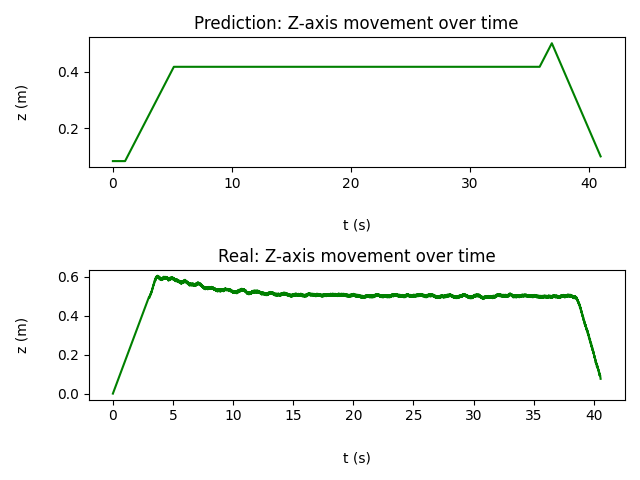 Prediction: Z-axis movement over time
z (m)
0.4
0.2
0 10 20 30 40
t (s)
Real: Z-axis movement over time
z (m)
0.6
0.4
0.2
0.0
0 5 10 15 20 25 30 35 40
t (s)